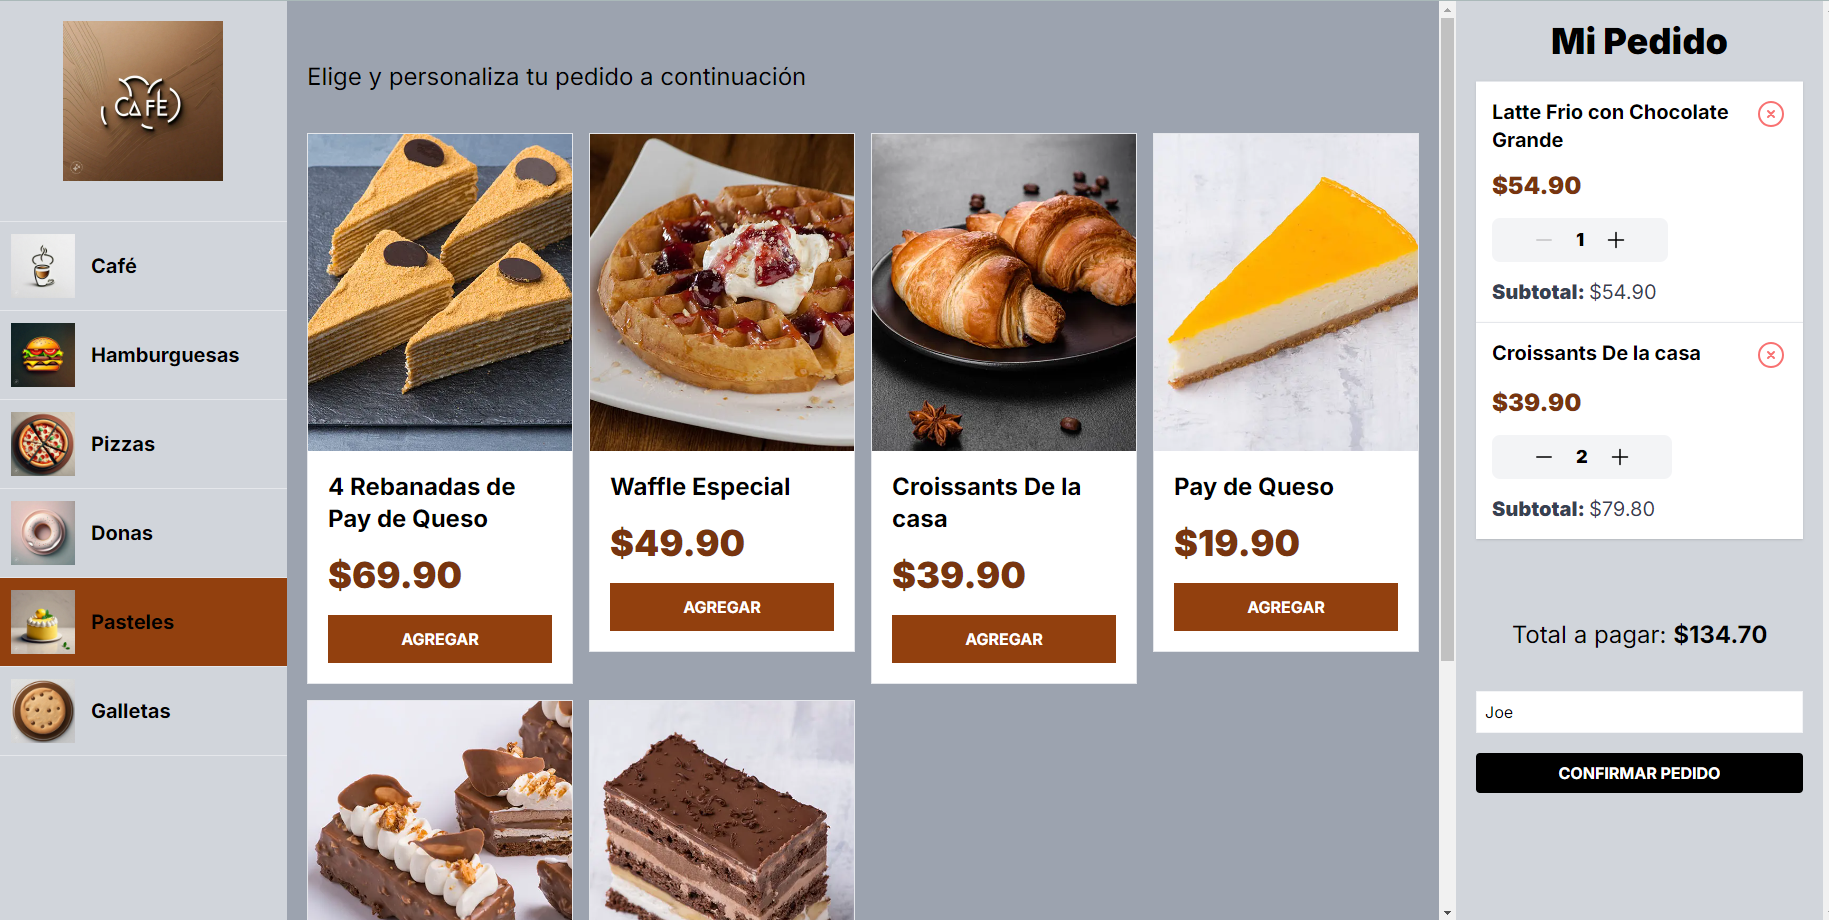 CAFE
Café
Hamburguesas
Pizzas
Donas
Pasteles
Galletas
Elige y personaliza tu pedido a continuación
4 Rebanadas de
Pay de Queso
$69.90
AGREGAR
Waffle Especial
$49.90
AGREGAR
Croissants De la
casa
$39.90
AGREGAR
Pay de Queso
$19.90
AGREGAR
Mi Pedido
Latte Frio con Chocolate
Grande
$54.90
1
Subtotal: $54.90
Croissants De la casa
$39.90
2
Subtotal: $79.80
Total a pagar: $134.70
Joe
CONFIRMAR PEDIDO